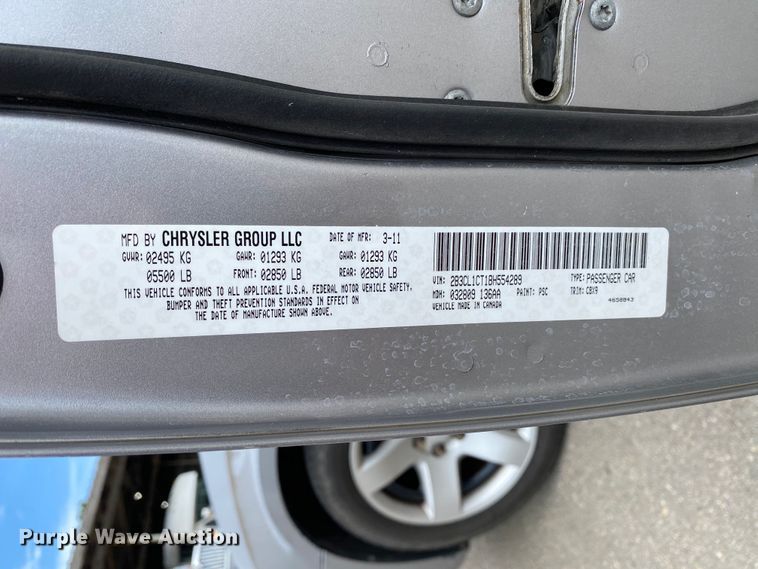 MFD BY CHRYSLER GROUP LLC DATE OF MFR: 3-11
GVWR: 02495 KG GAWR: 01293 KG GAWR: 01293 KG
05500 LB FRONT: 02850 LB REAR: 02850 LB
THIS VEHICLE CONFORMS TO ALL APPLICABLE U.S.A. FEDERAL MOTOR VEHICLE SAFETY,
BUMPER AND THEFT PREVENTION STANDARDS IN EFFECT ON
THE DATE OF MANUFACTURE SHOWN ABOVE.
VIN: 2B3CL1CT1BH554289 TYPE: PASSENGER CAR
MDH: 032809 136AA PAINT: PSC TRIM: CBX9
VEHICLE MADE IN CANADA 4658843
Purple Wave Auction